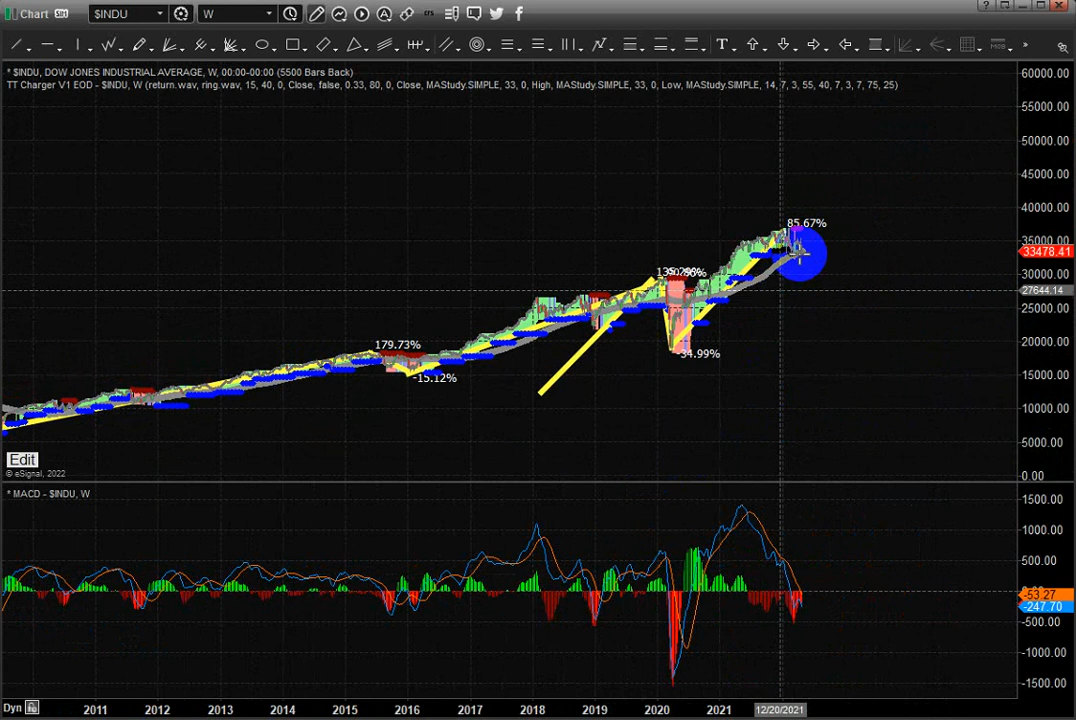 Chart
$INDU
W
T
MOB
* $INDU, DOW JONES INDUSTRIAL AVERAGE, W, 00:00-00:00 (5500 Bars Back)
TT Charger V1 EOD - $INDU, W (return.wav, ring.wav, 15, 40, 0, Close, false, 0.33, 80, 0, Close, MAStudy.SIMPLE, 33, 0, High, MAStudy.SIMPLE, 33, 0, Low, MAStudy.SIMPLE, 14, 7, 3, 55, 40, 7, 3, 7, 75, 25)
60000.00
55000.00
50000.00
45000.00
40000.00
85.67%
35000.00
33478.41
30000.00
27644.14
25000.00
179.73%
20000.00
-34.99%
-15.12%
15000.00
10000.00
5000.00
Edit
© eSignal, 2022
0.00
* MACD - $INDU, W
1500.00
1000.00
500.00
-53.27
-247.70
-500.00
-1000.00
-1500.00
Dyn
2011 2012 2013 2014 2015 2016 2017 2018 2019 2020 2021 12/20/2021